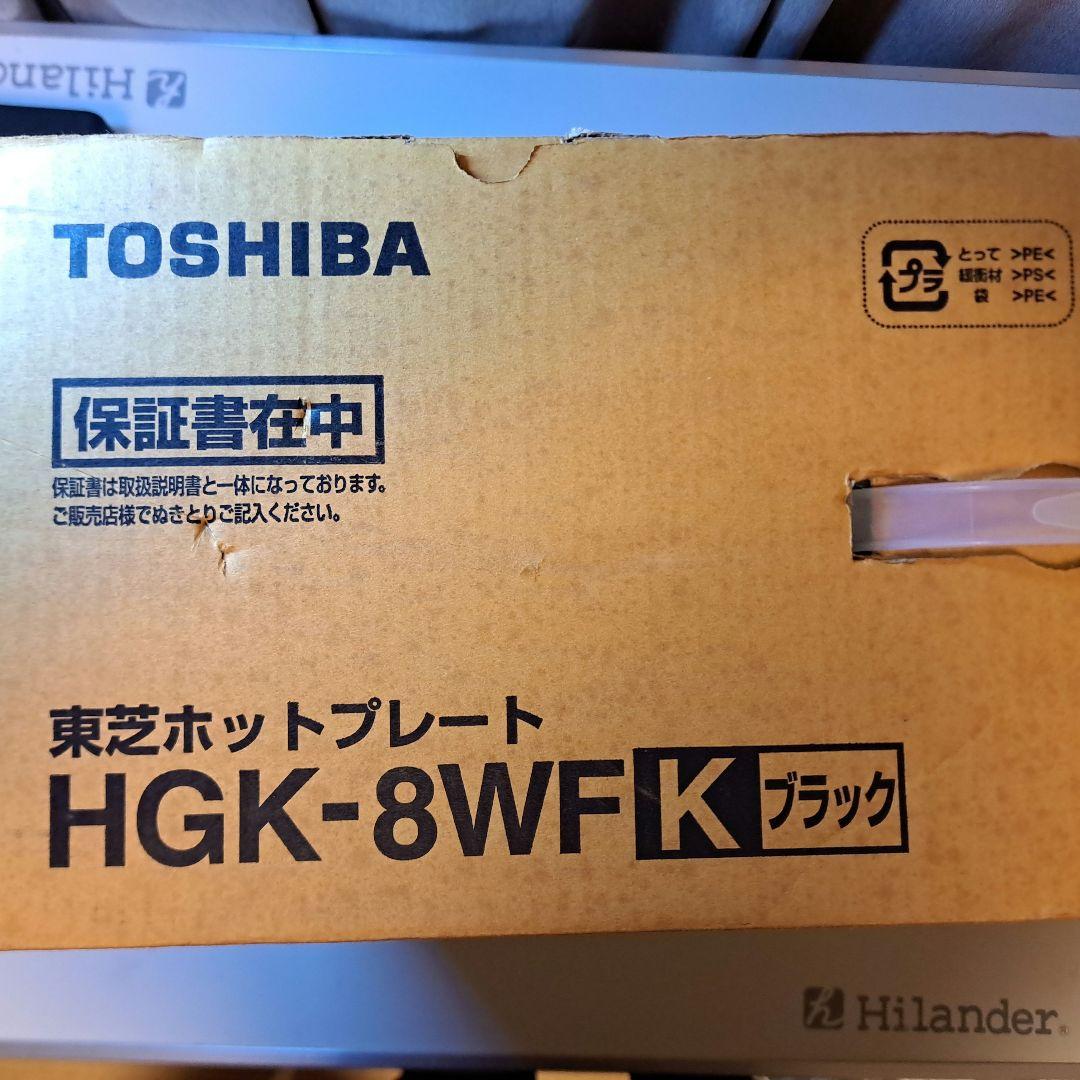 Hilander
TOSHIBA
プラ
とって >PE<
緩衝材 >PS<
袋 >PE<
保証書在中
保証書は取扱説明書と一体になっております。
ご販売店様でぬきとりご記入ください。
東芝ホットプレート
HGK-8WF K ブラック
Hilander®